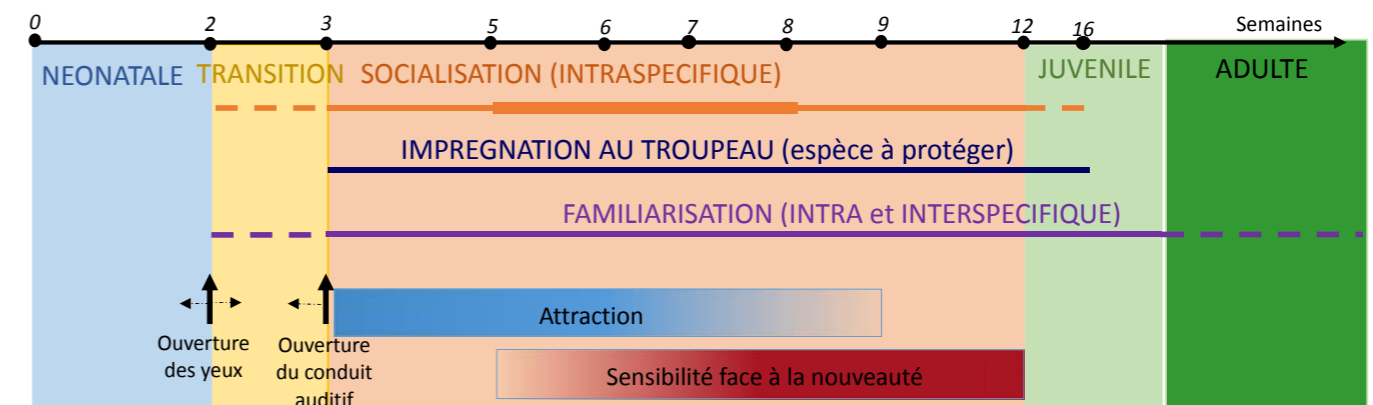 0 2 3 5 6 7 8 9 12 16 Semaines
NEONATALE TRANSITION SOCIALISATION (INTRASPECIFIQUE) JUVENILE ADULTE
IMPREGNATION AU TROUPEAU (espèce à protéger)
FAMILIARISATION (INTRA et INTERSPECIFIQUE)
Attraction
Ouverture
des yeux
Ouverture
du conduit
auditif
Sensibilité face à la nouveauté